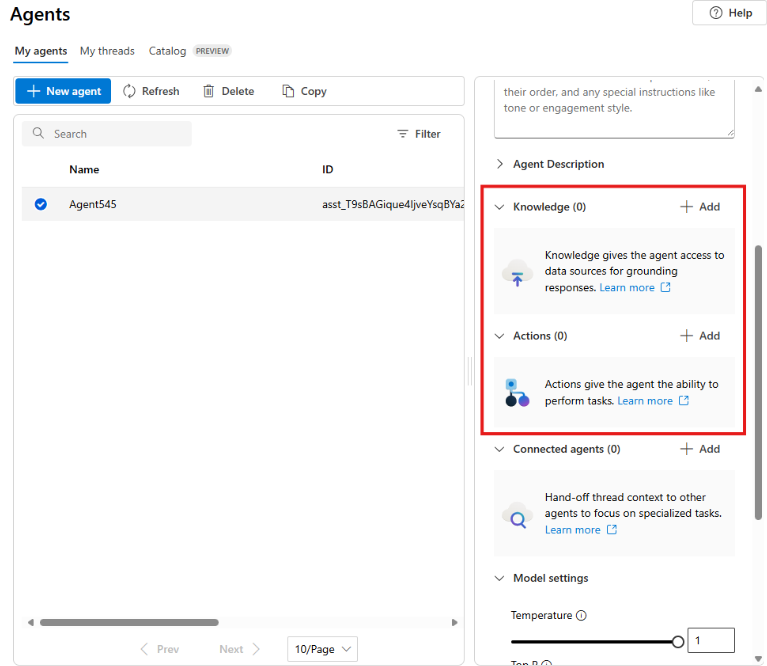 Agents
Help
My agents My threads Catalog PREVIEW
New agent Refresh Delete Copy
Search Filter
Name ID
Agent545 asst_T9sBAGique4ljveYsqBYa2
their order, and any special instructions like
tone or engagement style.
Agent Description
Knowledge (0) Add
Knowledge gives the agent access to
data sources for grounding
responses. Learn more
Actions (0) Add
Actions give the agent the ability to
perform tasks. Learn more
Connected agents (0) Add
Hand-off thread context to other
agents to focus on specialized tasks.
Learn more
Model settings
Temperature
1
Top P
Prev Next 10/Page